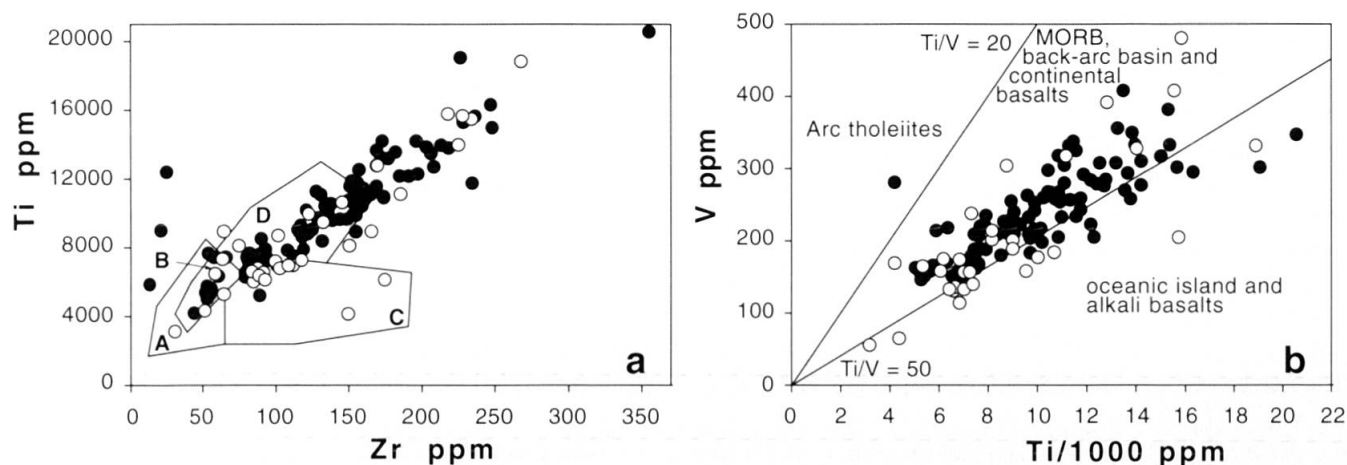 20000
16000
12000
8000
4000
0
Ti ppm
D
B
A
C
a
0 50 100 150 200 250 300 350
Zr ppm
500
400
300
200
100
0
V ppm
Ti/V = 20
MORB,
back-arc basin and
continental
basalts
Arc tholeiites
oceanic island and
alkali basalts
Ti/V = 50
b
0 2 4 6 8 10 12 14 16 18 20 22
Ti/1000 ppm